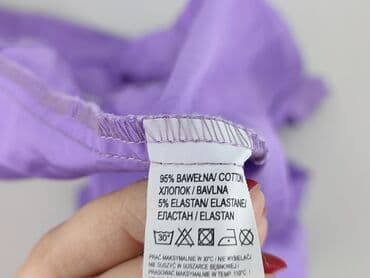 95% BAWEŁNA/ COTTON
ХЛОПОК / BAVLNA
5% ELASTAN/ ELASTANE
ЕЛАСТАН / ELASTAN
30°
PRAĆ MAKSYMALNIE W 30°C / NIE WYBIELAĆ
NIE SUSZYĆ W SUSZARCE BĘBNOWEJ /
PRASOWAĆ MAKSYMALNIE W TEMP. 110°C /